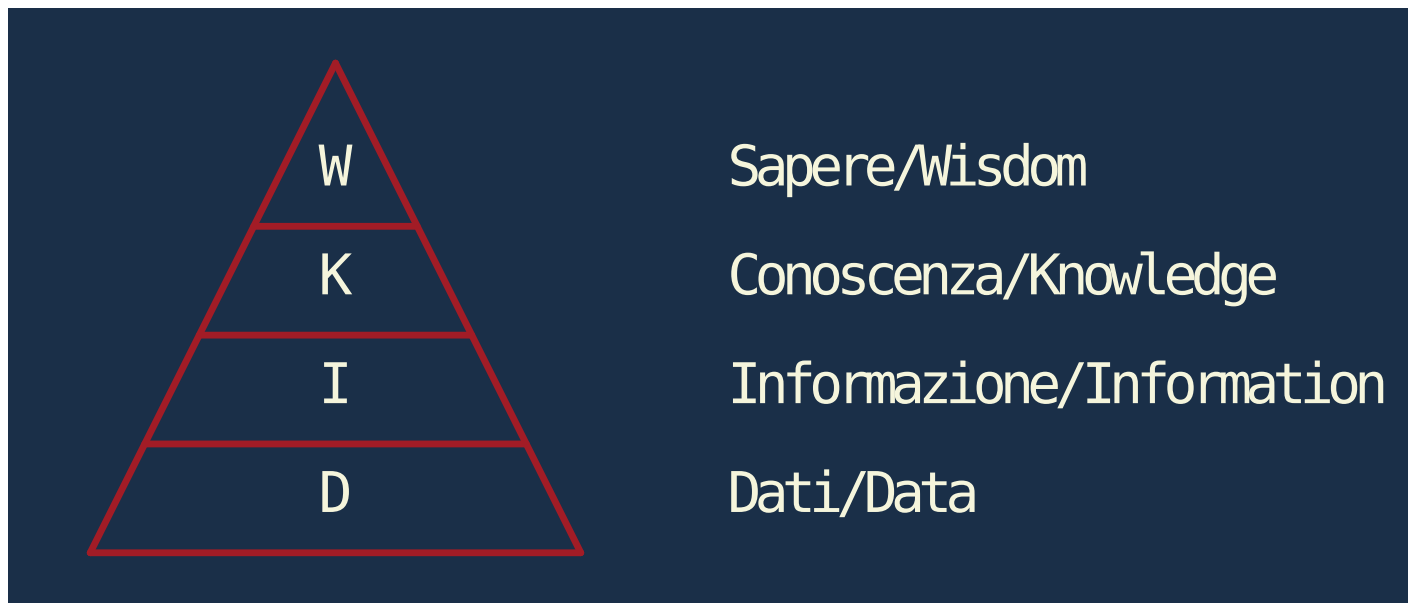 W Sapere/Wisdom
K Conoscenza/Knowledge
I Informazione/Information
D Dati/Data